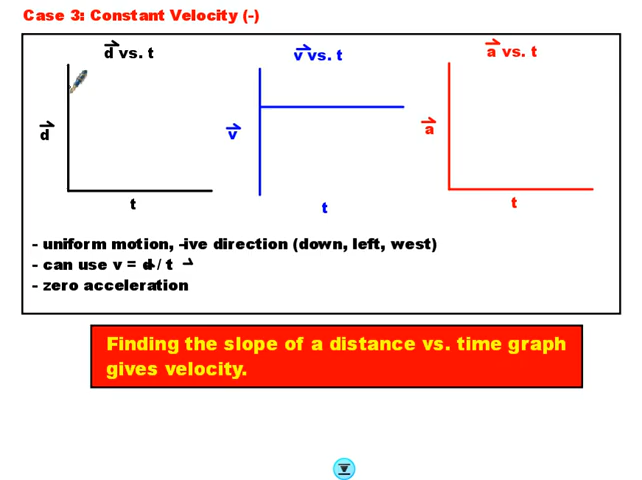 Case 3: Constant Velocity (-)
d vs. t
v vs. t
a vs. t
d
v
a
t
t
t
- uniform motion, -ive direction (down, left, west)
- can use v = d / t
- zero acceleration
Finding the slope of a distance vs. time graph
gives velocity.